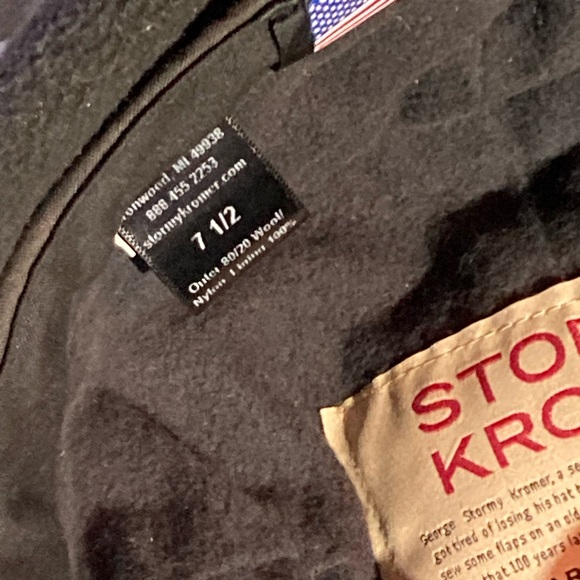 onwood, MI 49938
888 455 2253
stormykromer.com
7 1/2
Outer 80/20 Wool/
Nylon Lining 100%
STOR
KRO
George "Stormy" Kromer, a se
got tired of losing his hat
sew some flaps on an old
that 100 years la